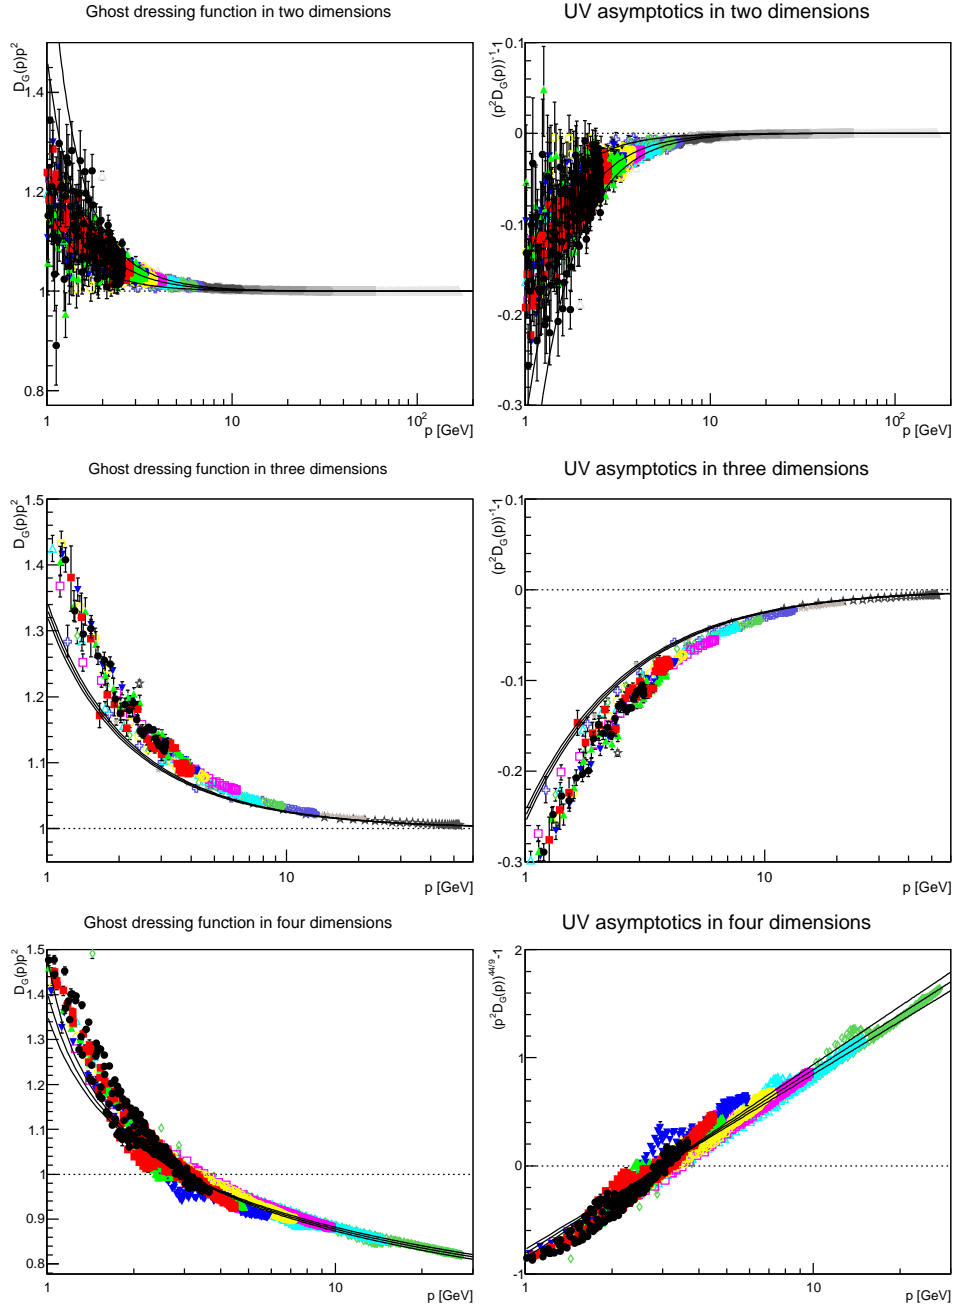 Ghost dressing function in two dimensions
D_G(p)p^2
1.4
1.2
1
0.8
1
10
10^2
p [GeV]
UV asymptotics in two dimensions
(p^2D_G(p))^-1-1
0.1
0
-0.1
-0.2
-0.3
1
10
10^2
p [GeV]
Ghost dressing function in three dimensions
D_G(p)p^2
1.5
1.4
1.3
1.2
1.1
1
1
10
p [GeV]
UV asymptotics in three dimensions
(p^2D_G(p))^-1-1
0.1
0
-0.1
-0.2
-0.3
1
10
p [GeV]
Ghost dressing function in four dimensions
D_G(p)p^2
1.5
1.4
1.3
1.2
1.1
1
0.9
0.8
1
10
p [GeV]
UV asymptotics in four dimensions
(p^2D_G(p))^44/9-1
2
1
0
-1
1
10
p [GeV]